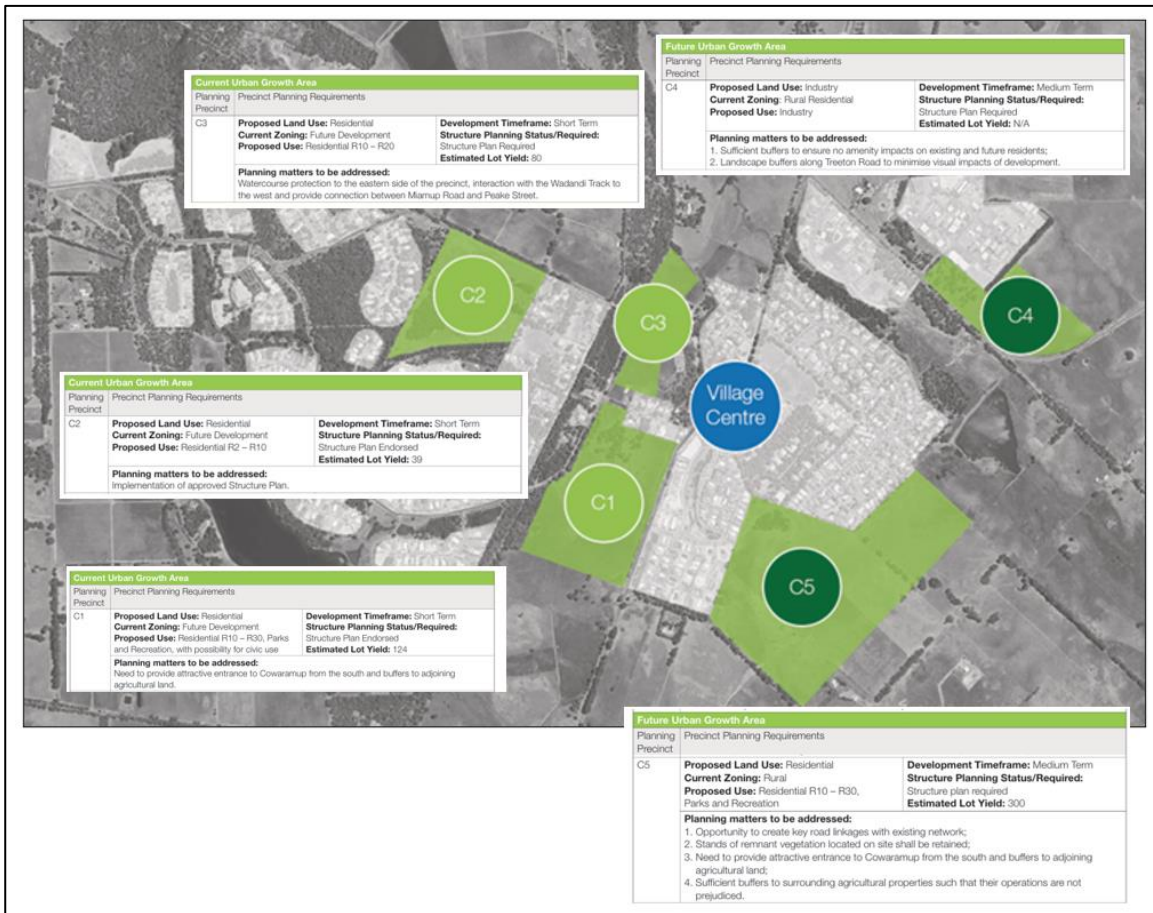 Current Urban Growth Area
Planning Precinct
Precinct Planning Requirements
C3
Proposed Land Use: Residential
Current Zoning: Future Development
Proposed Use: Residential R10 – R20
Development Timeframe: Short Term
Structure Planning Status/Required:
Structure Plan Required
Estimated Lot Yield: 80
Planning matters to be addressed:
Watercourse protection to the eastern side of the precinct, interaction with the Wadandi Track to
the west and provide connection between Miamup Road and Peake Street.
Future Urban Growth Area
Planning Precinct
Precinct Planning Requirements
C4
Proposed Land Use: Industry
Current Zoning: Rural Residential
Proposed Use: Industry
Development Timeframe: Medium Term
Structure Planning Status/Required:
Structure Plan Required
Estimated Lot Yield: N/A
Planning matters to be addressed:
1. Sufficient buffers to ensure no amenity impacts on existing and future residents;
2. Landscape buffers along Treeton Road to minimise visual impacts of development.
C2
C3
C4
Village
Centre
C1
C5
Current Urban Growth Area
Planning Precinct
Precinct Planning Requirements
C2
Proposed Land Use: Residential
Current Zoning: Future Development
Proposed Use: Residential R2 – R10
Development Timeframe: Short Term
Structure Planning Status/Required:
Structure Plan Endorsed
Estimated Lot Yield: 39
Planning matters to be addressed:
Implementation of approved Structure Plan.
Current Urban Growth Area
Planning Precinct
Precinct Planning Requirements
C1
Proposed Land Use: Residential
Current Zoning: Future Development
Proposed Use: Residential R10 – R30, Parks
and Recreation, with possibility for civic use
Development Timeframe: Short Term
Structure Planning Status/Required:
Structure Plan Endorsed
Estimated Lot Yield: 124
Planning matters to be addressed:
Need to provide attractive entrance to Cowaramup from the south and buffers to adjoining
agricultural land.
Future Urban Growth Area
Planning Precinct
Precinct Planning Requirements
C5
Proposed Land Use: Residential
Current Zoning: Rural
Proposed Use: Residential R10 – R30,
Parks and Recreation
Development Timeframe: Medium Term
Structure Planning Status/Required:
Structure plan required
Estimated Lot Yield: 300
Planning matters to be addressed:
1. Opportunity to create key road linkages with existing network;
2. Stands of remnant vegetation located on site shall be retained;
3. Need to provide attractive entrance to Cowaramup from the south and buffers to adjoining
agricultural land;
4. Sufficient buffers to surrounding agricultural properties such that their operations are not
prejudiced.